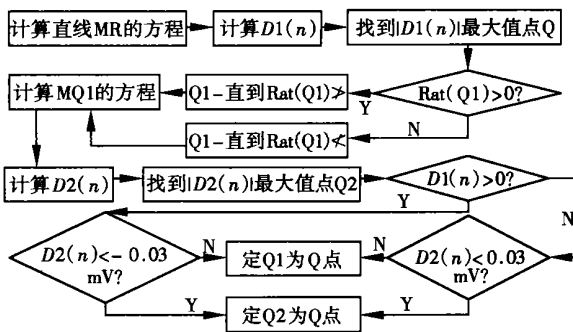 计算直线MR的方程
计算D1(n)
找到|D1(n)|最大值点Q
计算MQ1的方程
Q1-直到Rat(Q1)≯
Y
Rat(Q1)>0?
N
Q1-直到Rat(Q1)≮
计算D2(n)
找到|D2(n)|最大值点Q2
D1(n)>0?
Y
N
D2(n)<-0.03
mV?
N
定Q1为Q点
N
D2(n)<0.03
mV?
Y
定Q2为Q点
Y